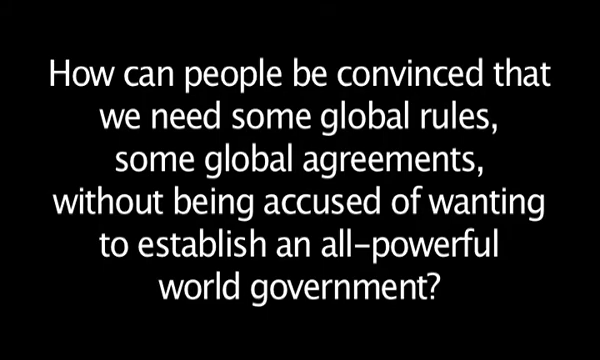 How can people be convinced that
we need some global rules,
some global agreements,
without being accused of wanting
to establish an all-powerful
world government?